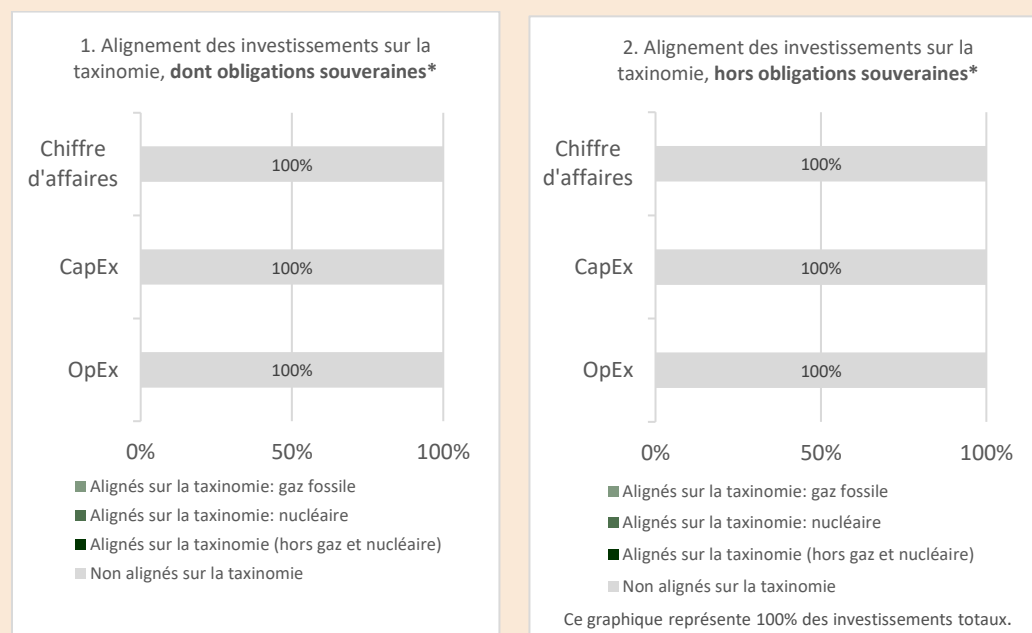 1. Alignement des investissements sur la
taxinomie, dont obligations souveraines*
Chiffre
d'affaires
100%
CapEx
100%
OpEx
100%
0%
50%
100%
Alignés sur la taxinomie: gaz fossile
Alignés sur la taxinomie: nucléaire
Alignés sur la taxinomie (hors gaz et nucléaire)
Non alignés sur la taxinomie
2. Alignement des investissements sur la
taxinomie, hors obligations souveraines*
Chiffre
d'affaires
100%
CapEx
100%
OpEx
100%
0%
50%
100%
Alignés sur la taxinomie: gaz fossile
Alignés sur la taxinomie: nucléaire
Alignés sur la taxinomie (hors gaz et nucléaire)
Non alignés sur la taxinomie
Ce graphique représente 100% des investissements totaux.